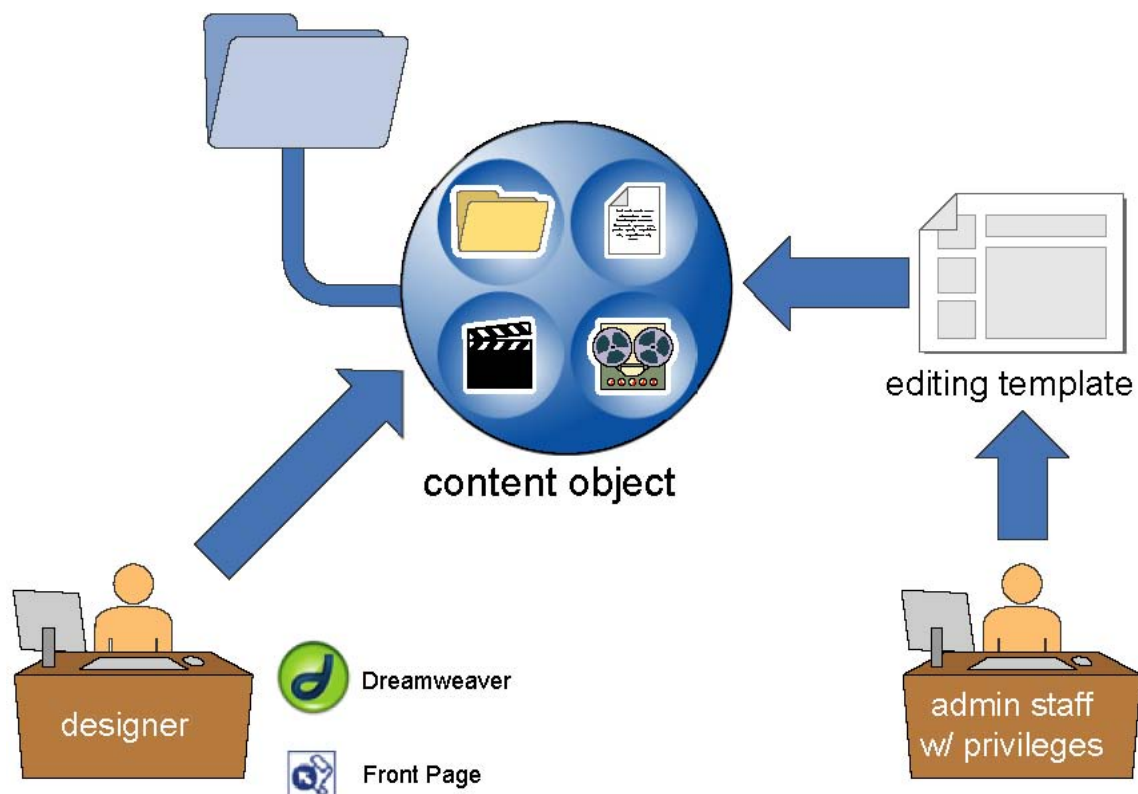 editing template
content object
designer
Dreamweaver
Front Page
admin staff
w/ privileges